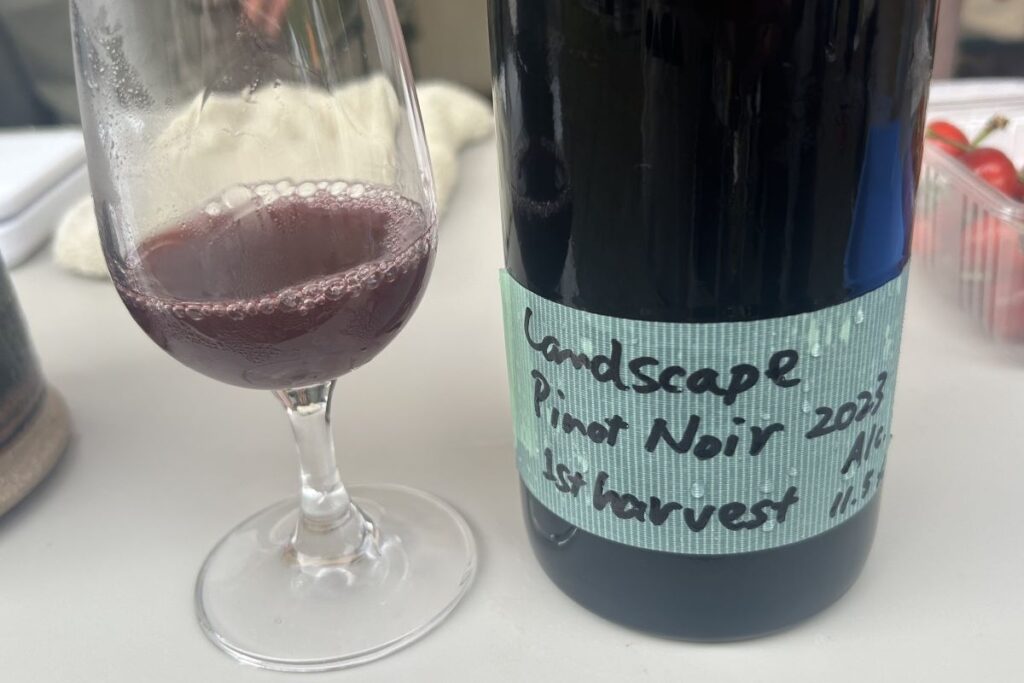 Landscape
Pinot Noir 2023
1st harvest Alc.
11.5